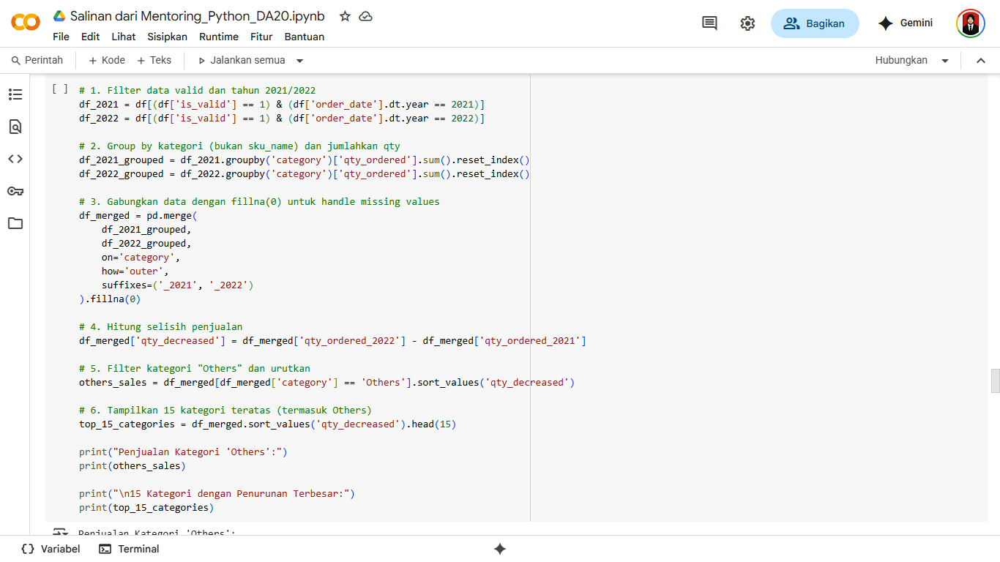 CO Salinan dari Mentoring_Python_DA20.ipynb
File Edit Lihat Sisipkan Runtime Fitur Bantuan
Bagikan
Gemini
Perintah + Kode + Teks Jalankan semua
Hubungkan
[ ] # 1. Filter data valid dan tahun 2021/2022
df_2021 = df[(df['is_valid'] == 1) & (df['order_date'].dt.year == 2021)]
df_2022 = df[(df['is_valid'] == 1) & (df['order_date'].dt.year == 2022)]

# 2. Group by kategori (bukan sku_name) dan jumlahkan qty
df_2021_grouped = df_2021.groupby('category')['qty_ordered'].sum().reset_index()
df_2022_grouped = df_2022.groupby('category')['qty_ordered'].sum().reset_index()

# 3. Gabungkan data dengan fillna(0) untuk handle missing values
df_merged = pd.merge(
    df_2021_grouped,
    df_2022_grouped,
    on='category',
    how='outer',
    suffixes=('_2021', '_2022')
).fillna(0)

# 4. Hitung selisih penjualan
df_merged['qty_decreased'] = df_merged['qty_ordered_2022'] - df_merged['qty_ordered_2021']

# 5. Filter kategori "Others" dan urutkan
others_sales = df_merged[df_merged['category'] == 'Others'].sort_values('qty_decreased')

# 6. Tampilkan 15 kategori teratas (termasuk Others)
top_15_categories = df_merged.sort_values('qty_decreased').head(15)

print("Penjualan Kategori 'Others':")
print(others_sales)

print("\n15 Kategori dengan Penurunan Terbesar:")
print(top_15_categories)
Penjualan Kategori 'Others':
Variabel
Terminal